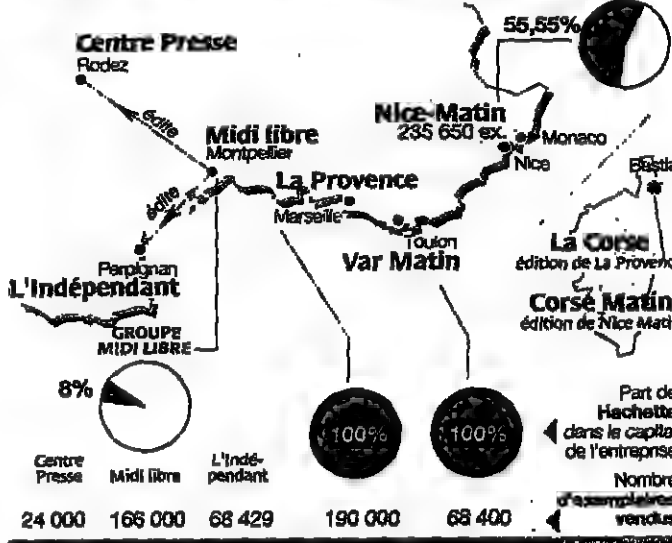 55,55%
Centre Presse
Rodez
édite
Midi libre
Montpellier
Nice-Matin
235 650 ex.
Monaco
Nice
Bastia
La Provence
Marseille
édite
Toulon
Var Matin
La Corse
édition de La Provence
Perpignan
L'Indépendant
Corse Matin
édition de Nice Matin
GROUPE
MIDI LIBRE
8%
100%
100%
Part de
Hachette
dans le capital
de l'entreprise
Centre
Presse
Midi libre
L'Indé-
pendant
Nombre
d'exemplaires
vendus
24 000
166 000
68 429
190 000
68 400